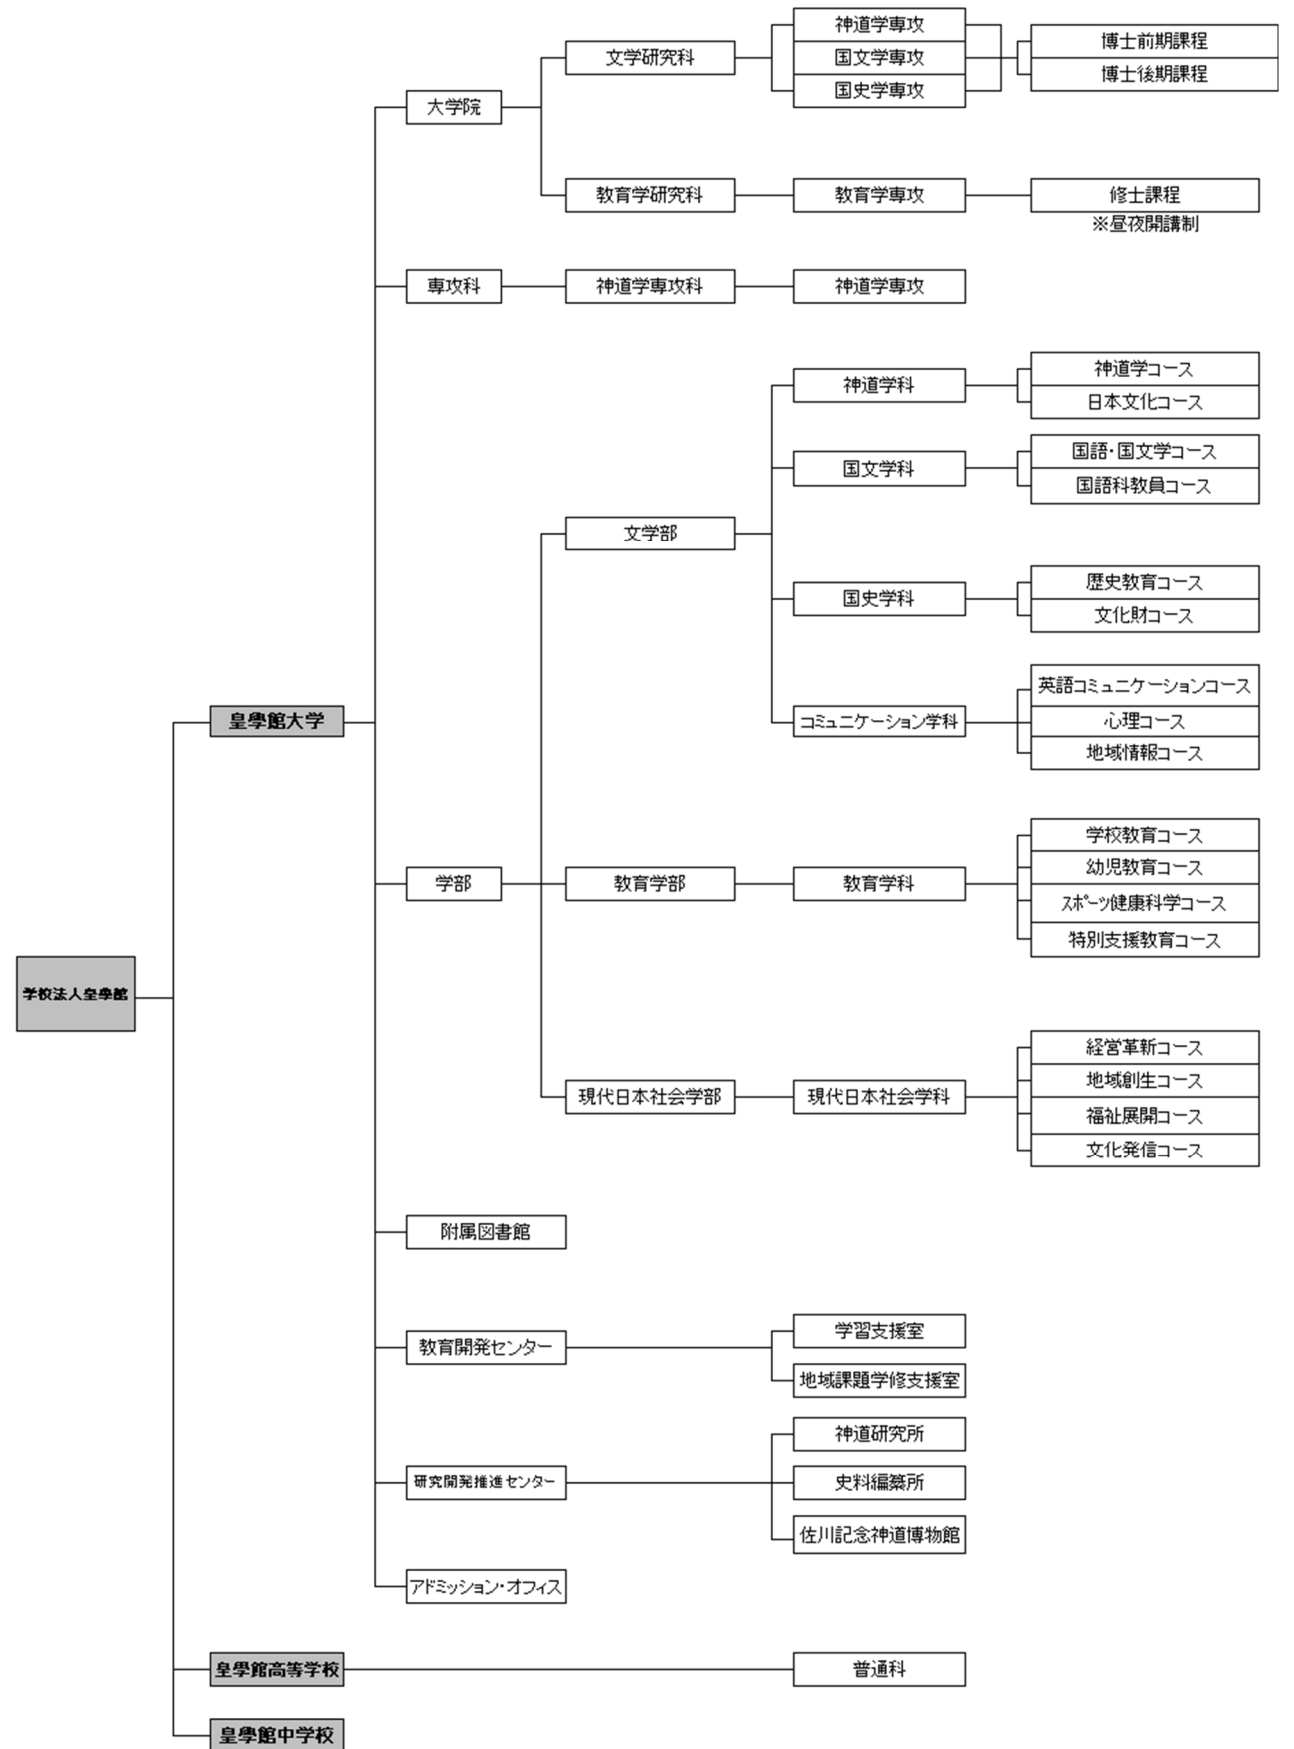 神道学専攻
国文学専攻
国史学専攻
博士前期課程
博士後期課程
文学研究科
大学院
教育学研究科
教育学専攻
修士課程
※昼夜開講制
専攻科
神道学専攻科
神道学専攻
神道学科
神道学コース
日本文化コース
国文学科
国語・国文学コース
国語科教員コース
文学部
国史学科
歴史教育コース
文化財コース
皇學館大学
コミュニケーション学科
英語コミュニケーションコース
心理コース
地域情報コース
学部
教育学部
教育学科
学校教育コース
幼児教育コース
スポーツ健康科学コース
特別支援教育コース
学校法人皇學館
現代日本社会学部
現代日本社会学科
経営革新コース
地域創生コース
福祉展開コース
文化発信コース
附属図書館
教育開発センター
学習支援室
地域課題学修支援室
研究開発推進センター
神道研究所
史料編纂所
佐川記念神道博物館
アドミッション・オフィス
皇學館高等学校
普通科
皇學館中学校